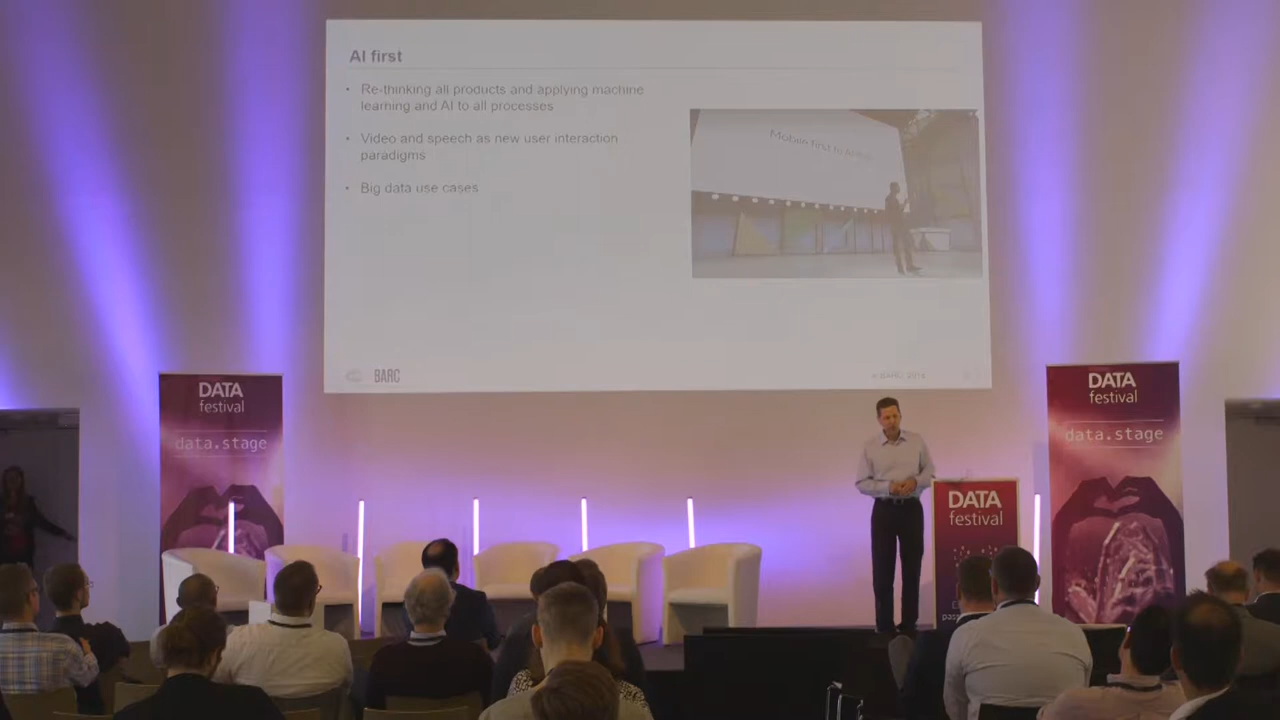 AI first
• Re-thinking all products and applying machine
learning and AI to all processes
• Video and speech as new user interaction
paradigms
• Big data use cases
Mobile first to
BARC
DATA
festival
data.stage
DATA
festival
data.stage
DATA
festival